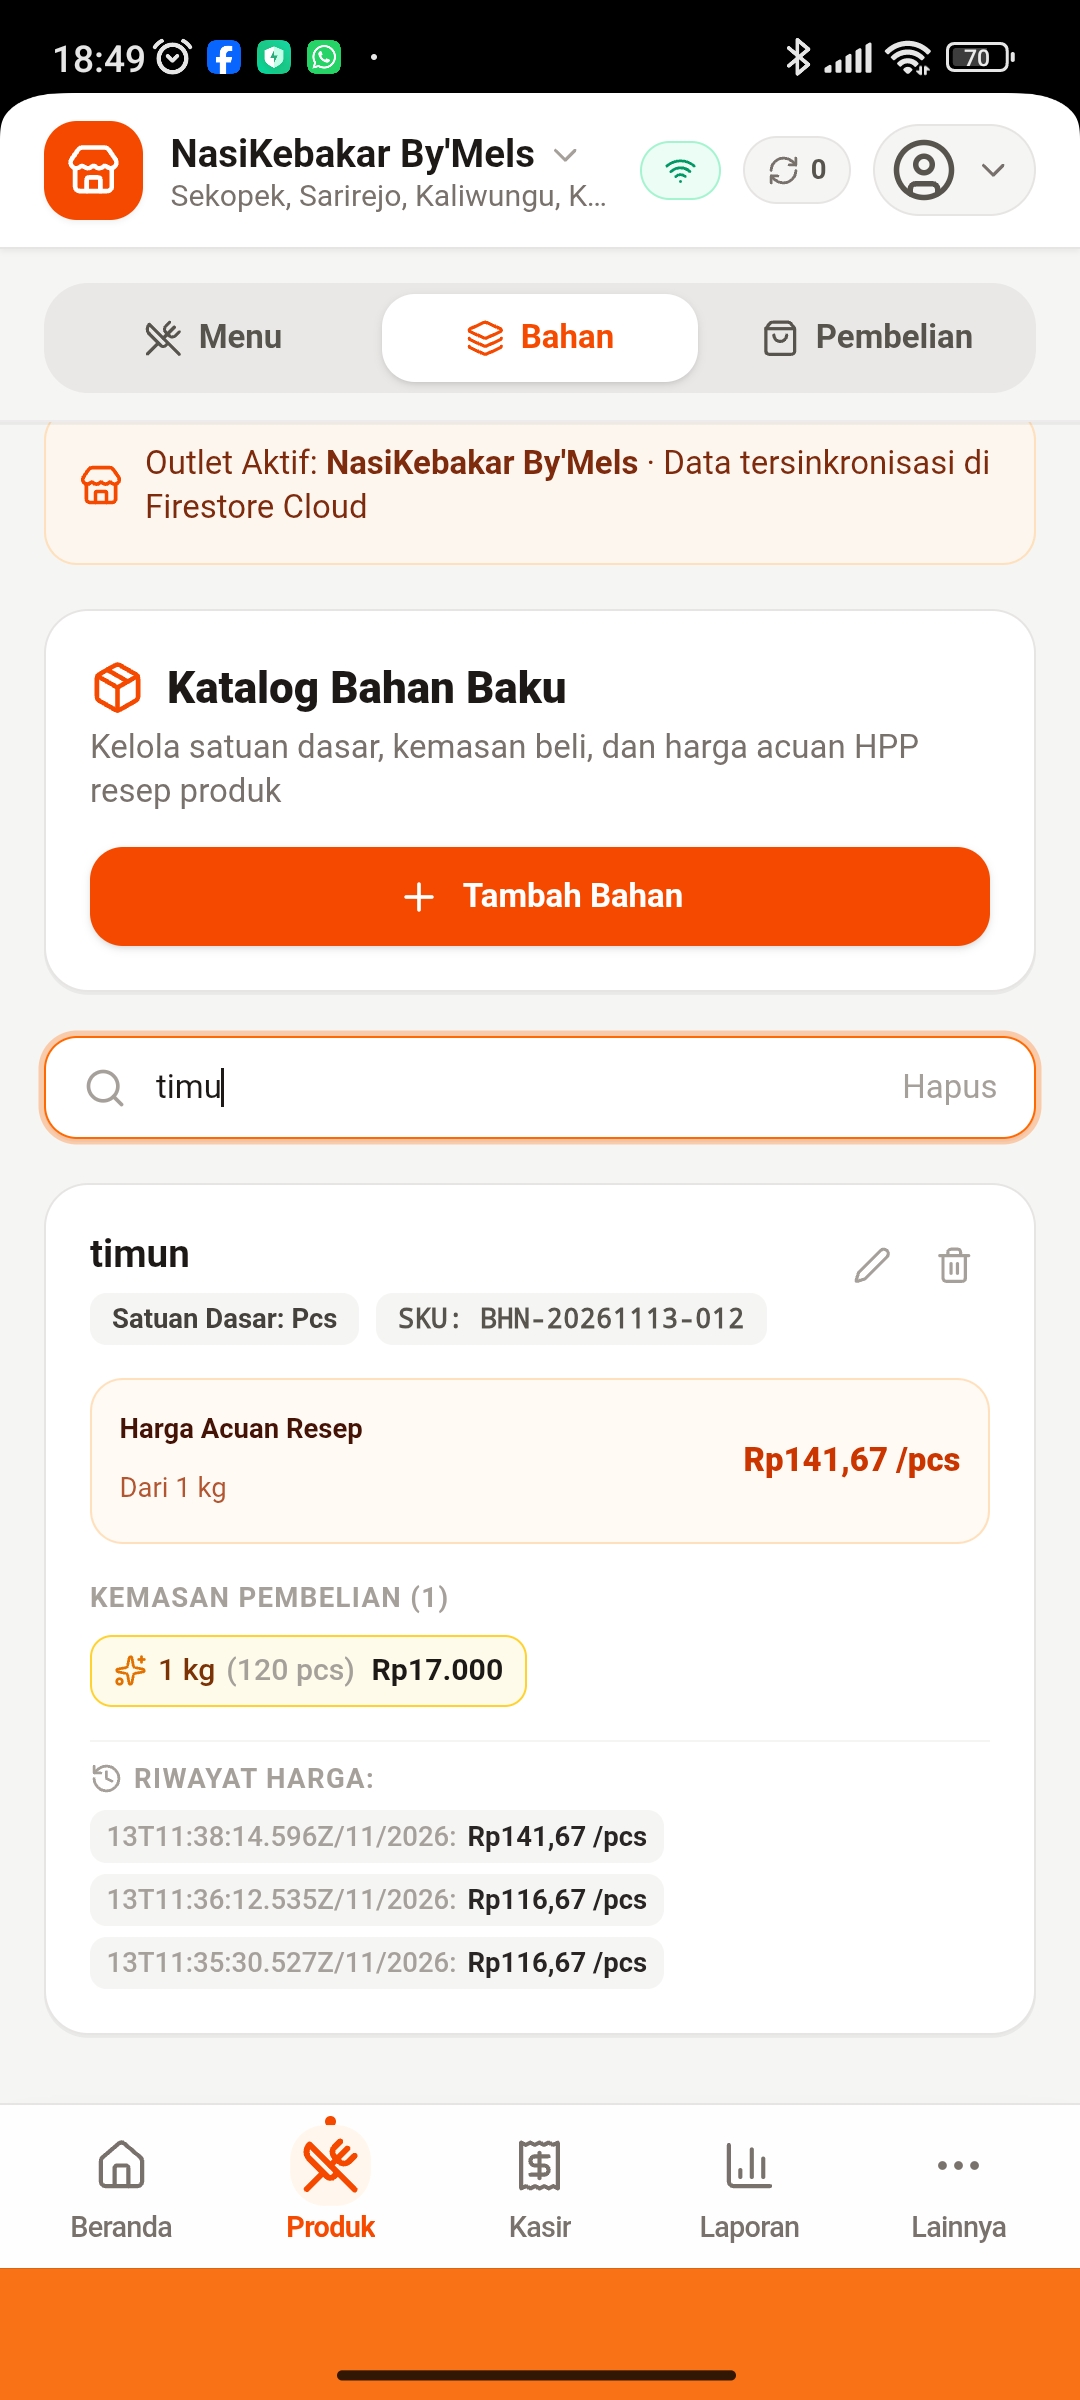 18:49
70
NasiKebakar By'Mels
Sekopek, Sarirejo, Kaliwungu, K...
0
Menu
Bahan
Pembelian
Outlet Aktif: NasiKebakar By'Mels · Data tersinkronisasi di
Firestore Cloud
Katalog Bahan Baku
Kelola satuan dasar, kemasan beli, dan harga acuan HPP
resep produk
Tambah Bahan
timu
Hapus
timun
Satuan Dasar: Pcs
SKU: BHN-20261113-012
Harga Acuan Resep
Dari 1 kg
Rp141,67 /pcs
KEMASAN PEMBELIAN (1)
1 kg (120 pcs) Rp17.000
RIWAYAT HARGA:
13T11:38:14.596Z/11/2026: Rp141,67 /pcs
13T11:36:12.535Z/11/2026: Rp116,67 /pcs
13T11:35:30.527Z/11/2026: Rp116,67 /pcs
Beranda
Produk
Kasir
Laporan
Lainnya